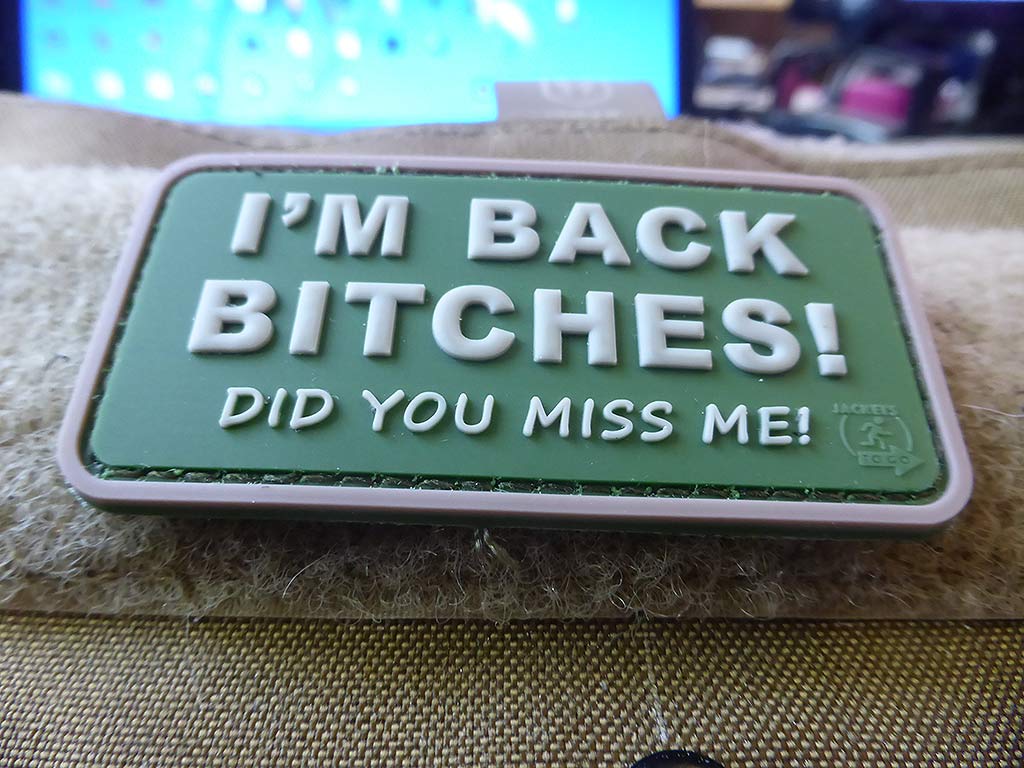 I'M BACK
BITCHES!
DID YOU MISS ME!
JACKETS
TO GO